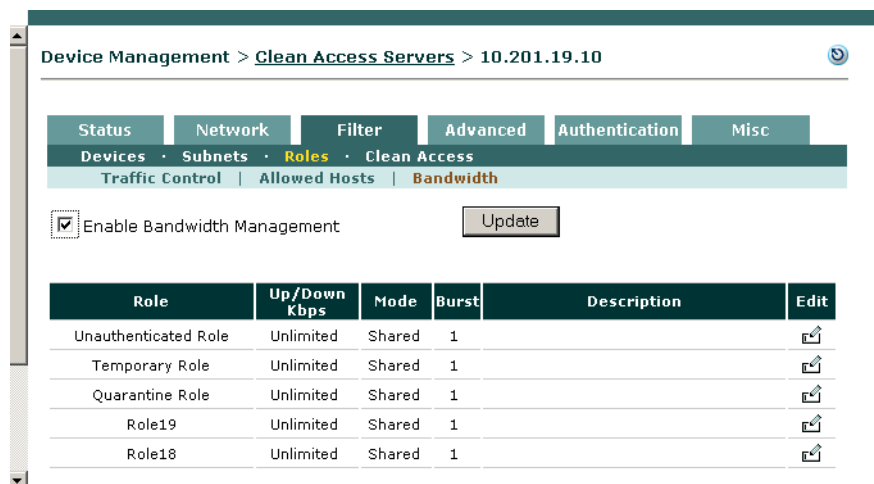 Device Management > Clean Access Servers > 10.201.19.10
Status Network Filter Advanced Authentication Misc
Devices · Subnets · Roles · Clean Access
Traffic Control | Allowed Hosts | Bandwidth
Enable Bandwidth Management Update
Role Up/Down Kbps Mode Burst Description Edit
Unauthenticated Role Unlimited Shared 1
Temporary Role Unlimited Shared 1
Quarantine Role Unlimited Shared 1
Role19 Unlimited Shared 1
Role18 Unlimited Shared 1